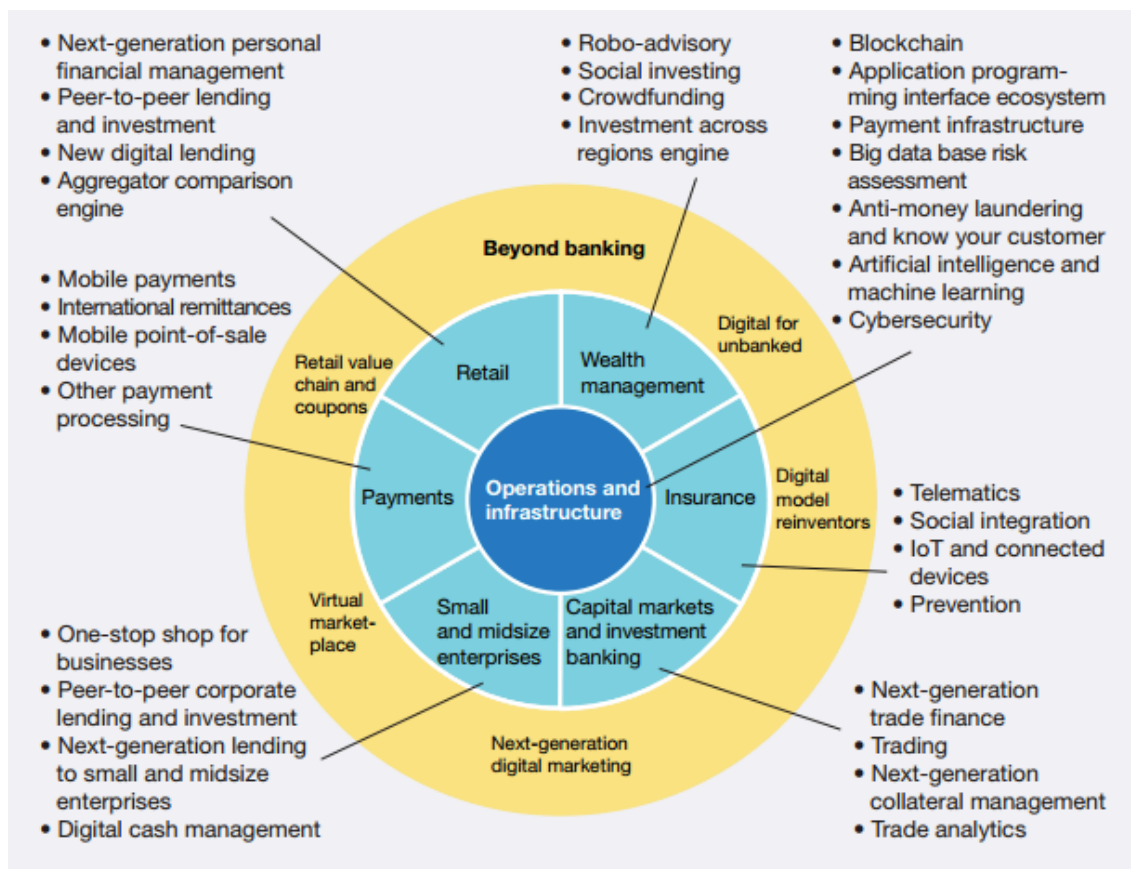 • Next-generation personal
financial management
• Peer-to-peer lending
and investment
• New digital lending
• Aggregator comparison
engine
• Robo-advisory
• Social investing
• Crowdfunding
• Investment across
regions engine
• Blockchain
• Application program-
ming interface ecosystem
• Payment infrastructure
• Big data base risk
assessment
• Anti-money laundering
and know your customer
• Artificial intelligence and
machine learning
• Cybersecurity
• Mobile payments
• International remittances
• Mobile point-of-sale
devices
• Other payment
processing
Beyond banking
Retail value
chain and
coupons
Retail
Wealth
management
Digital for
unbanked
Payments
Operations and
infrastructure
Insurance
Digital
model
reinventors
• Telematics
• Social integration
• IoT and connected
devices
• Prevention
Virtual
market-
place
Small
and midsize
enterprises
Capital markets
and investment
banking
Next-generation
digital marketing
• One-stop shop for
businesses
• Peer-to-peer corporate
lending and investment
• Next-generation lending
to small and midsize
enterprises
• Digital cash management
• Next-generation
trade finance
• Trading
• Next-generation
collateral management
• Trade analytics